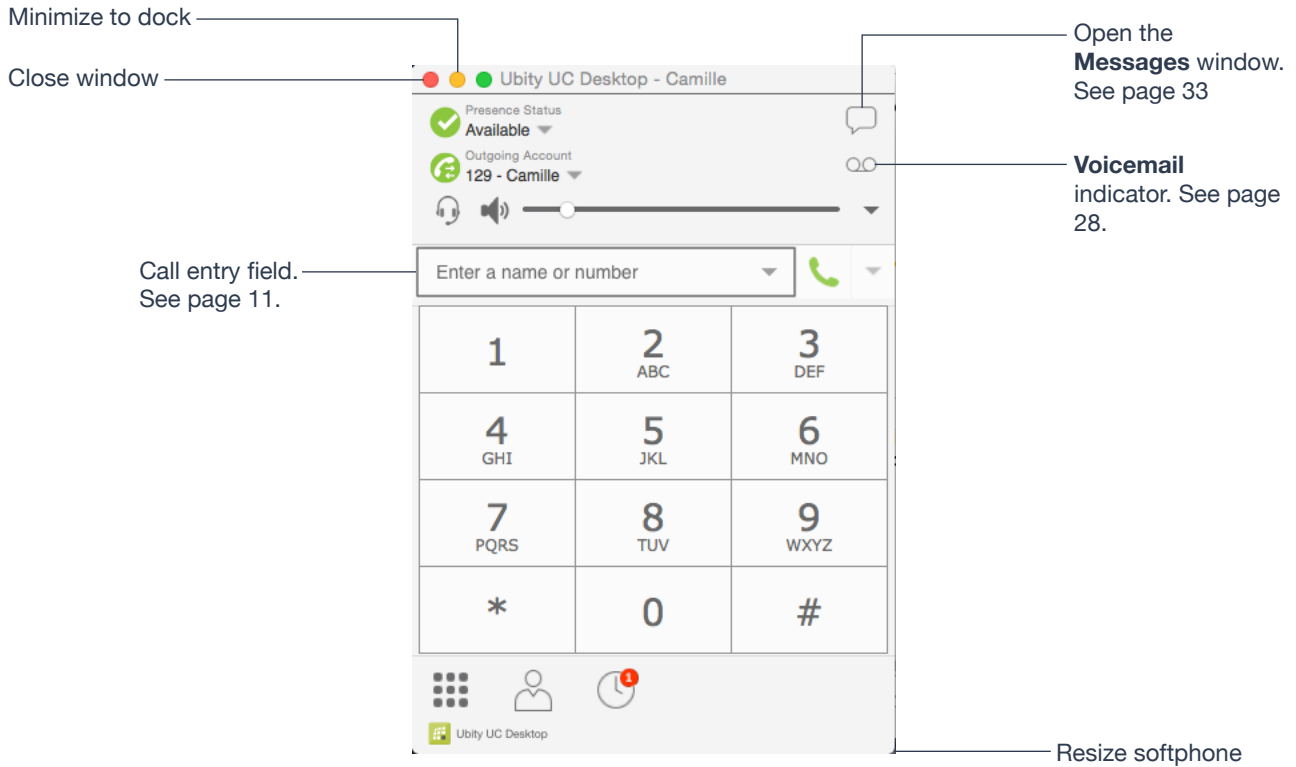 Minimize to dock
Close window
Open the
Messages window.
See page 33
Ubity UC Desktop - Camille
Presence Status
Available
Outgoing Account
129 - Camille
Voicemail
indicator. See page
28.
Call entry field.
See page 11.
Enter a name or number
1
2
ABC
3
DEF
4
GHI
5
JKL
6
MNO
7
PQRS
8
TUV
9
WXYZ
*
0
#
1
Ubity UC Desktop
Resize softphone